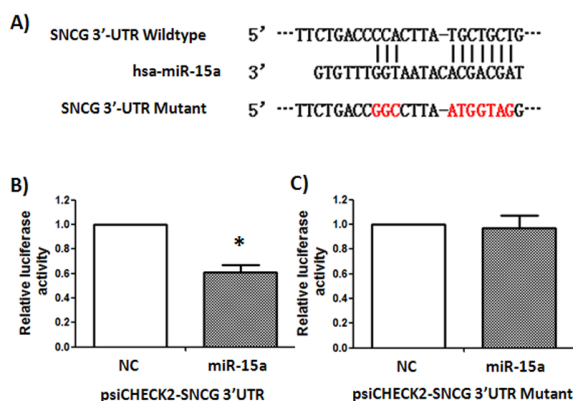 A)
SNCG 3'-UTR Wildtype 5' ···TTCTGACCCCACTTA-TGCTGCTG···
hsa-miR-15a 3' GTGTTTGGTAATACACGACGAT
SNCG 3'-UTR Mutant 5' ···TTCTGACCGGCCTTA-ATGGTAGG···
B)
Relative luciferase activity
1.2
1.0
0.8
0.6
0.4
0.2
0.0
*
NC miR-15a
psiCHECK2-SNCG 3'UTR
C)
Relative luciferase activity
1.2
1.0
0.8
0.6
0.4
0.2
0.0
NC miR-15a
psiCHECK2-SNCG 3'UTR Mutant